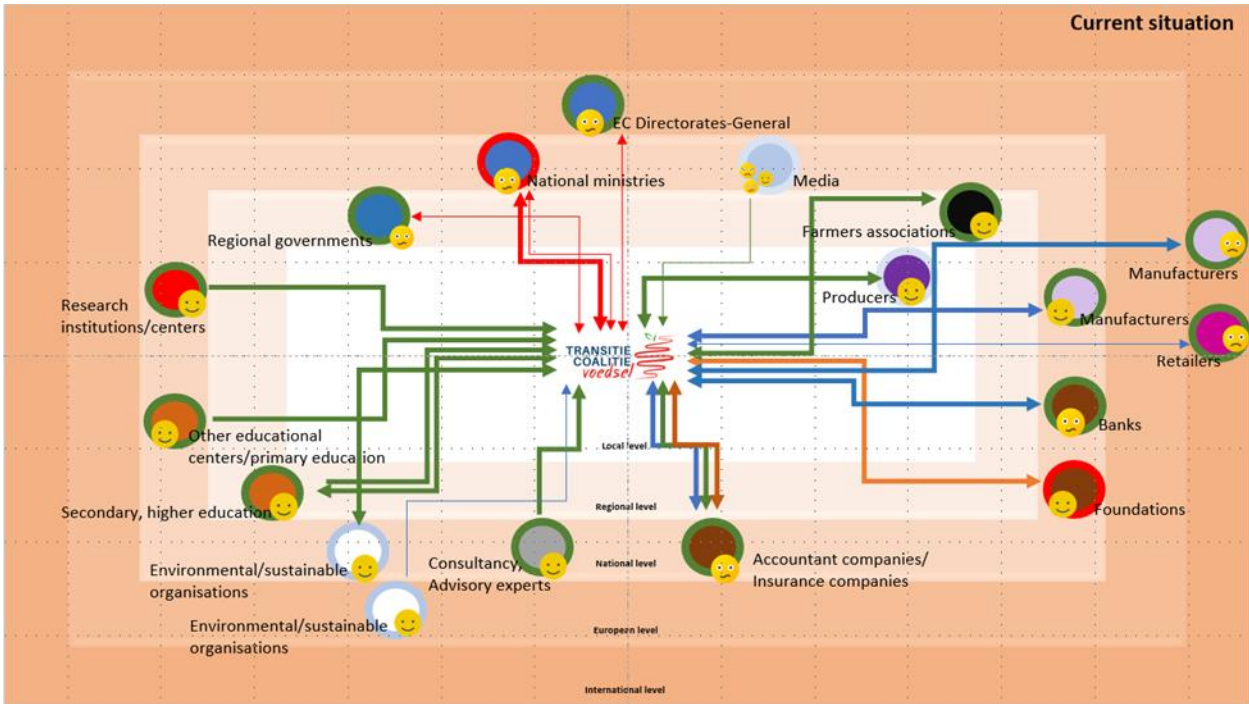 Current situation
EC Directorates-General
National ministries
Media
Regional governments
Farmers associations
Manufacturers
Research
institutions/centers
Producers
Manufacturers
Retailers
TRANSITIE
COALITIE
voedsel
Other educational
centers/primary education
Banks
Local level
Secondary, higher education
Regional level
Foundations
Environmental/sustainable
organisations
Consultancy/
Advisory experts
National level
Accountant companies/
Insurance companies
Environmental/sustainable
organisations
European level
International level